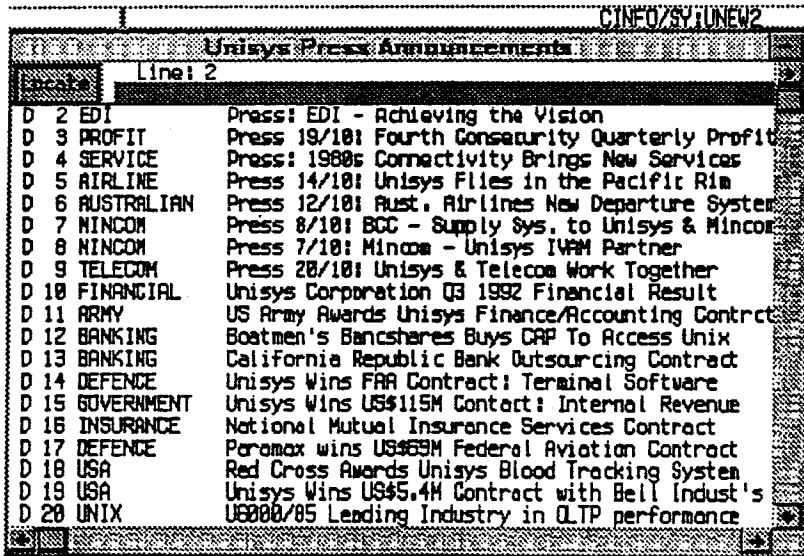 CINFO/SY:UNEW2
Unisys Press Announcements
Locate
Line: 2
D 2 EDI Press: EDI - Achieving the Vision
D 3 PROFIT Press 19/10: Fourth Consecurity Quarterly Profit
D 4 SERVICE Press: 1980s Connectivity Brings New Services
D 5 AIRLINE Press 14/10: Unisys Flies in the Pacific Rim
D 6 AUSTRALIAN Press 12/10: Aust. Airlines New Departure System
D 7 MINCOM Press 8/10: BCC - Supply Sys. to Unisys & Mincom
D 8 MINCOM Press 7/10: Mincom - Unisys IVAM Partner
D 9 TELECOM Press 20/10: Unisys & Telecom Work Together
D 10 FINANCIAL Unisys Corporation Q3 1992 Financial Result
D 11 ARMY US Army Awards Unisys Finance/Accounting Contrct
D 12 BANKING Boatmen's Bancshares Buys CAP To Access Unix
D 13 BANKING California Republic Bank Outsourcing Contract
D 14 DEFENCE Unisys Wins FAA Contract: Terminal Software
D 15 GOVERNMENT Unisys Wins US$115M Contact: Internal Revenue
D 16 INSURANCE National Mutual Insurance Services Contract
D 17 DEFENCE Paramax wins US$69M Federal Aviation Contract
D 18 USA Red Cross Awards Unisys Blood Tracking System
D 19 USA Unisys Wins US$5.4M Contract with Bell Indust's
D 20 UNIX U6000/85 Leading Industry in OLTP performance